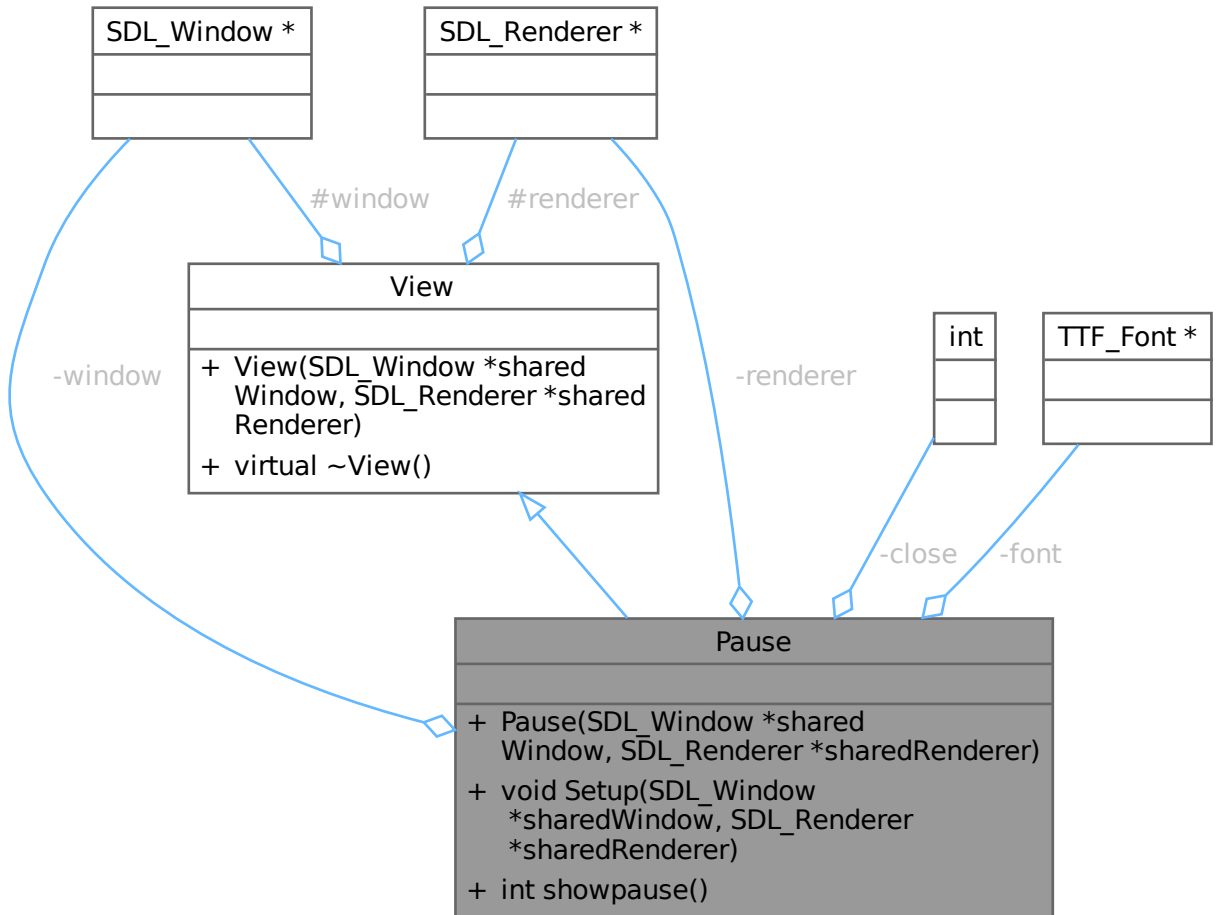 SDL_Window *
SDL_Renderer *
#window
#renderer
View
+ View(SDL_Window *shared
Window, SDL_Renderer *shared
Renderer)
+ virtual ~View()
int
TTF_Font *
-window
-renderer
-close
-font
Pause
+ Pause(SDL_Window *shared
Window, SDL_Renderer *sharedRenderer)
+ void Setup(SDL_Window
*sharedWindow, SDL_Renderer
*sharedRenderer)
+ int showpause()